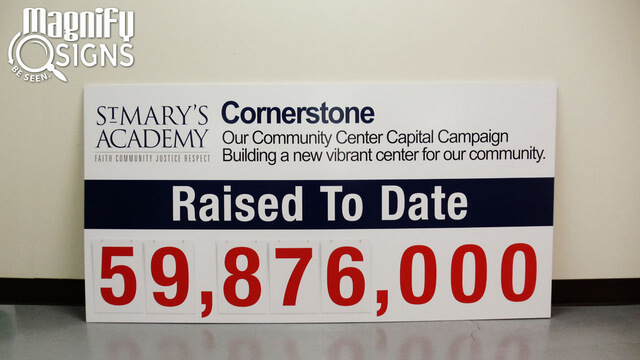 Magnify
SIGNS
BE SEEN.
ST MARY'S
ACADEMY
FAITH COMMUNITY JUSTICE RESPECT
Cornerstone
Our Community Center Capital Campaign
Building a new vibrant center for our community.
Raised To Date
59,876,000